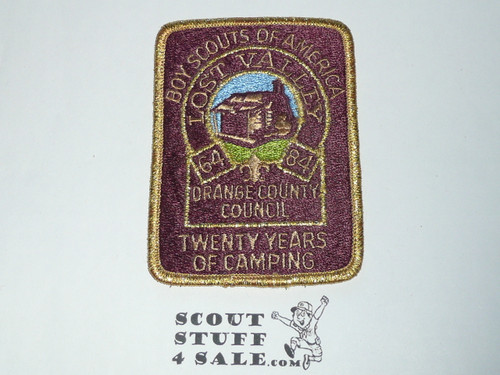 BOY SCOUTS OF AMERICA
LOST VALLEY
64 84
ORANGE COUNTY
COUNCIL
TWENTY YEARS
OF CAMPING
SCOUT
STUFF
4 SALE.com